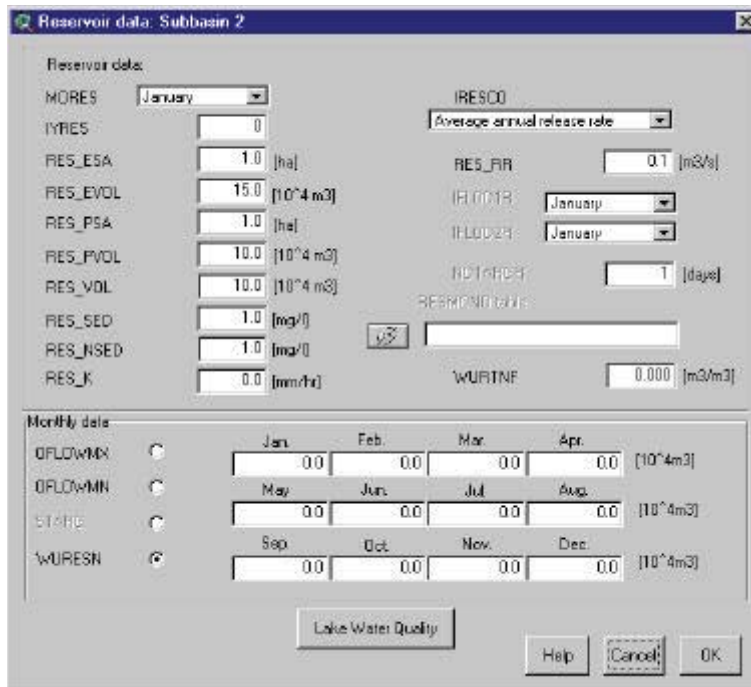 Reservoir data: Subbasin 2
Reservoir data:
MORES January
IYRES 0
RES_ESA 1.0 [ha]
RES_EVOL 15.0 [10^4 m3]
RES_PSA 1.0 [ha]
RES_PVOL 10.0 [10^4 m3]
RES_VOL 10.0 [10^4 m3]
RES_SED 1.0 [mg/l]
RES_NSED 1.0 [mg/l]
RES_K 0.0 [mm/hr]
IRESCO
Average annual release rate
RES_RR 0.1 [m3/s]
IFLOD1R January
IFLOD2R January
NDTARGR 1 [days]
RESMONO table
WURTNF 0.000 [m3/m3]
Monthly data
OFLOWMX
OFLOWMN
STARG
WURESN
Jan. Feb. Mar. Apr.
0.0 0.0 0.0 0.0 [10^4m3]
May Jun. Jul Aug.
0.0 0.0 0.0 0.0 [10^4m3]
Sep. Oct. Nov. Dec.
0.0 0.0 0.0 0.0 [10^4m3]
Lake Water Quality
Help Cancel OK